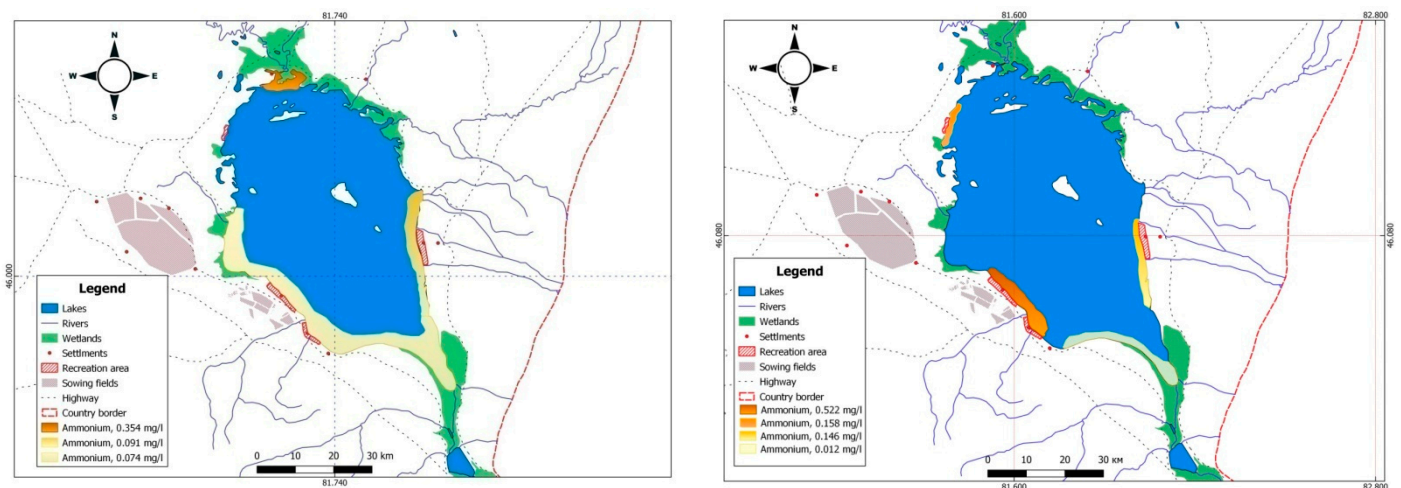 81.740
N
W E
S
46.000
Legend
Lakes
Rivers
Wetlands
Settlments
Recreation area
Sowing fields
Highway
Country border
Ammonium, 0.354 mg/l
Ammonium, 0.091 mg/l
Ammonium, 0.074 mg/l
0 10 20 30 km
81.740
81.600 82.800
N
W E
S
46.080 46.080
Legend
Lakes
Rivers
Wetlands
Settlments
Recreation area
Sowing fields
Highway
Country border
Ammonium, 0.522 mg/l
Ammonium, 0.158 mg/l
Ammonium, 0.146 mg/l
Ammonium, 0.012 mg/l
0 10 20 30 км
81.600 82.800